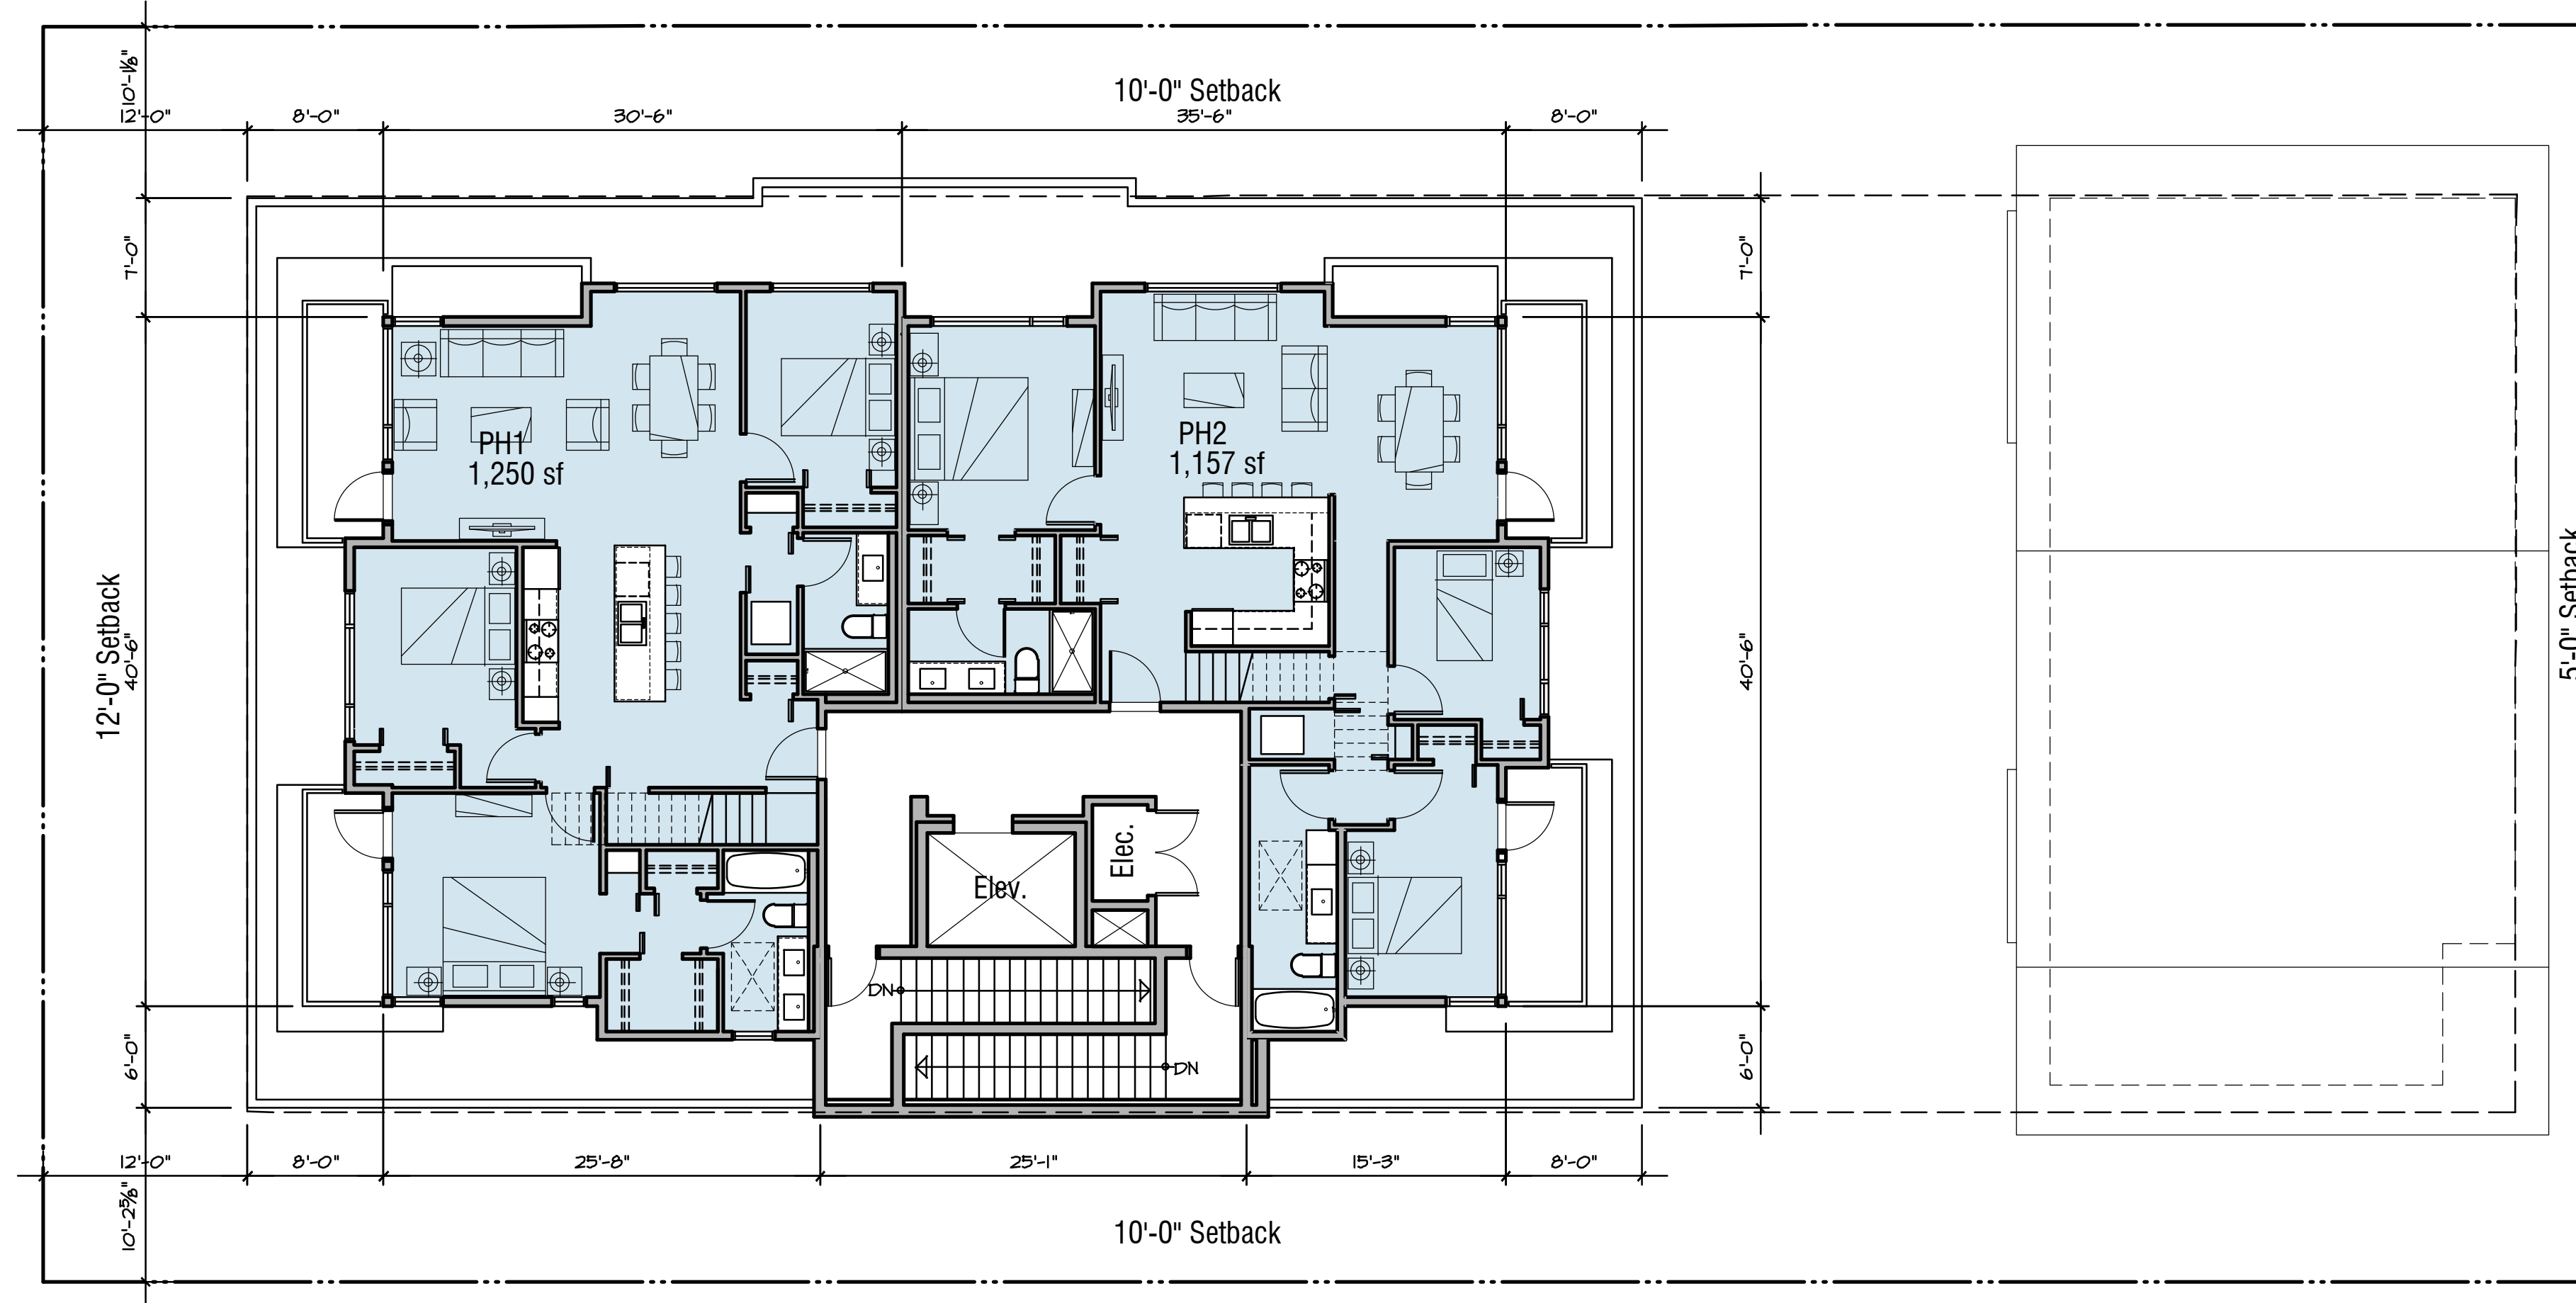 10'-0" Setback
10'-1⅛"
12'-0"
8'-0"
30'-6"
35'-6"
8'-0"
7'-0"
7'-0"
PH1
1,250 sf
PH2
1,157 sf
12'-0" Setback
40'-6"
40'-6"
5'-0" Setback
Elev.
Elec.
DN
DN
6'-0"
6'-0"
12'-0"
8'-0"
25'-8"
25'-1"
15'-3"
8'-0"
10'-2⅝"
10'-0" Setback